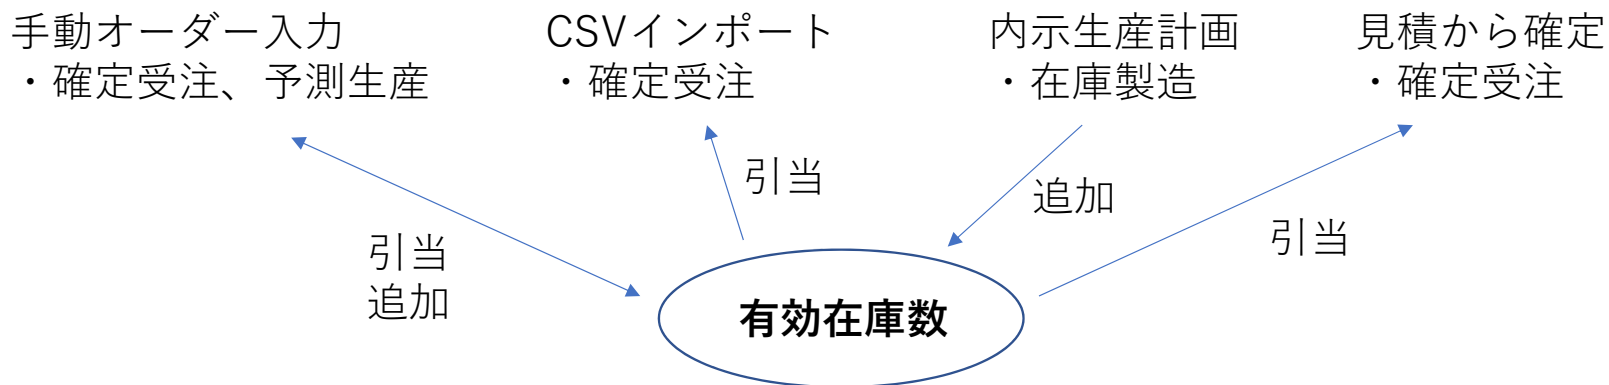 手動オーダー入力
・確定受注、予測生産
CSVインポート
・確定受注
内示生産計画
・在庫製造
見積から確定
・確定受注
引当
追加
引当
追加
引当
有効在庫数